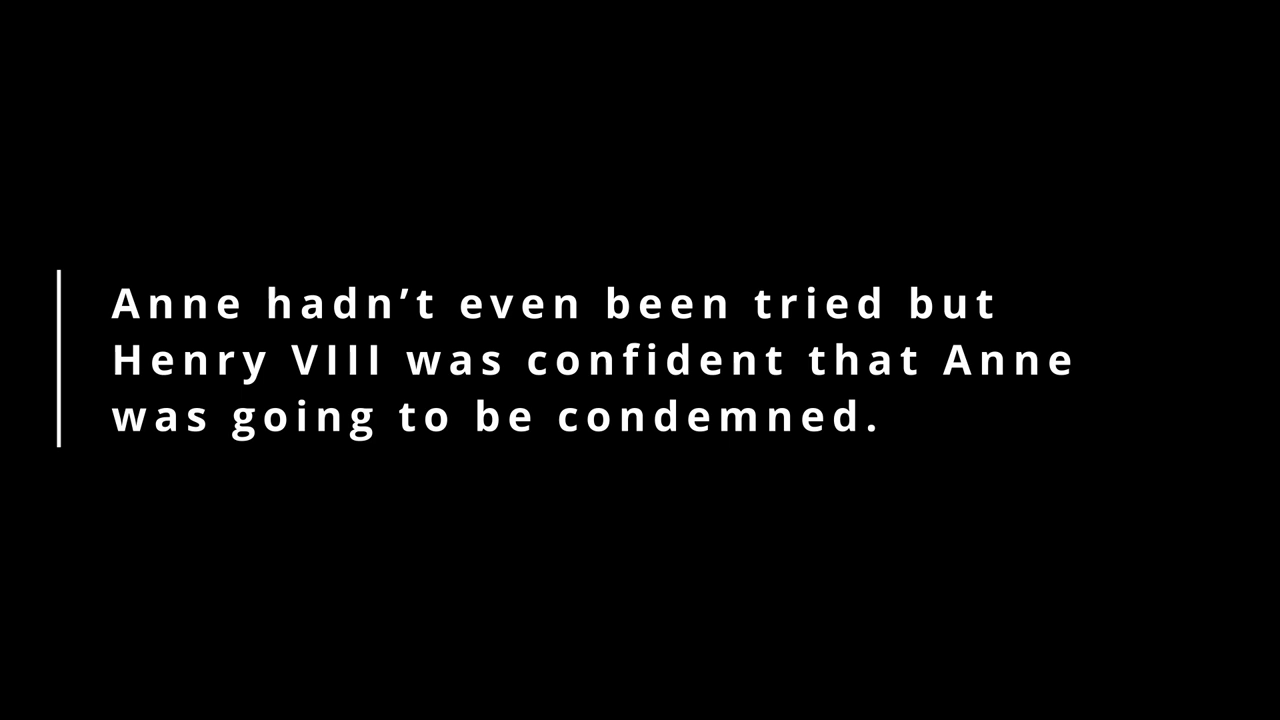 Anne hadn’t even been tried but
Henry VIII was confident that Anne
was going to be condemned.